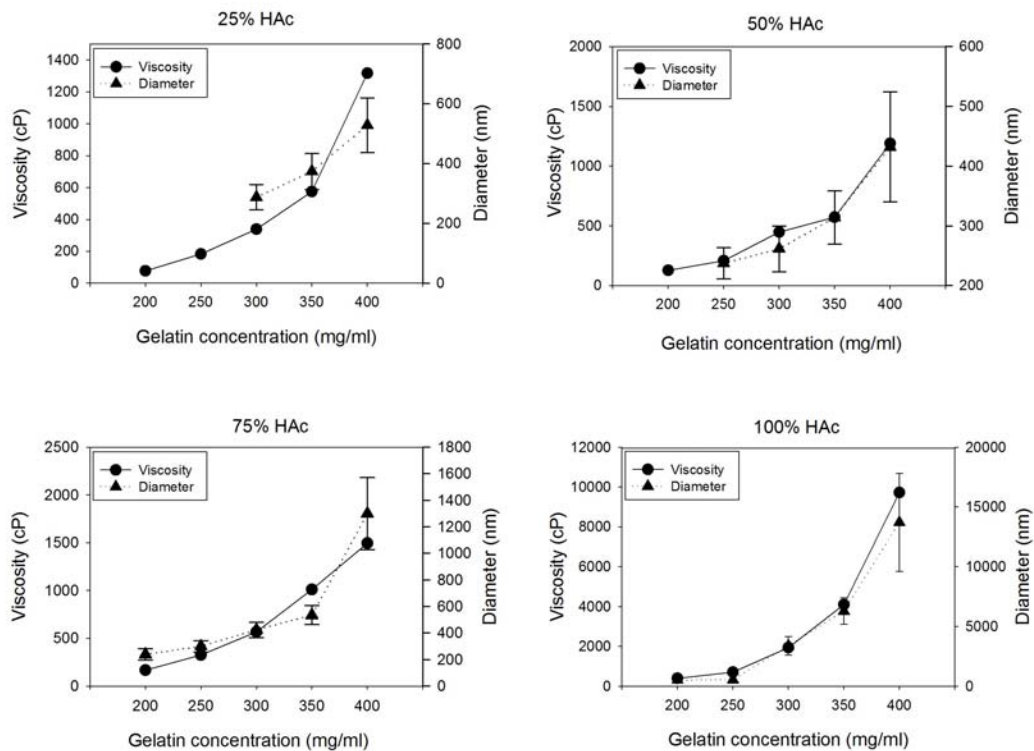 25% HAc
Viscosity (cP)
1400
1200
1000
800
600
400
200
0
Viscosity
Diameter
800
600
400
200
0
Diameter (nm)
200 250 300 350 400
Gelatin concentration (mg/ml)
50% HAc
Viscosity (cP)
2000
1500
1000
500
0
Viscosity
Diameter
600
500
400
300
200
Diameter (nm)
200 250 300 350 400
Gelatin concentration (mg/ml)
75% HAc
Viscosity (cP)
2500
2000
1500
1000
500
0
Viscosity
Diameter
1800
1600
1400
1200
1000
800
600
400
200
0
Diameter (nm)
200 250 300 350 400
Gelatin concentration (mg/ml)
100% HAc
Viscosity (cP)
12000
10000
8000
6000
4000
2000
0
Viscosity
Diameter
20000
15000
10000
5000
0
Diameter (nm)
200 250 300 350 400
Gelatin concentration (mg/ml)